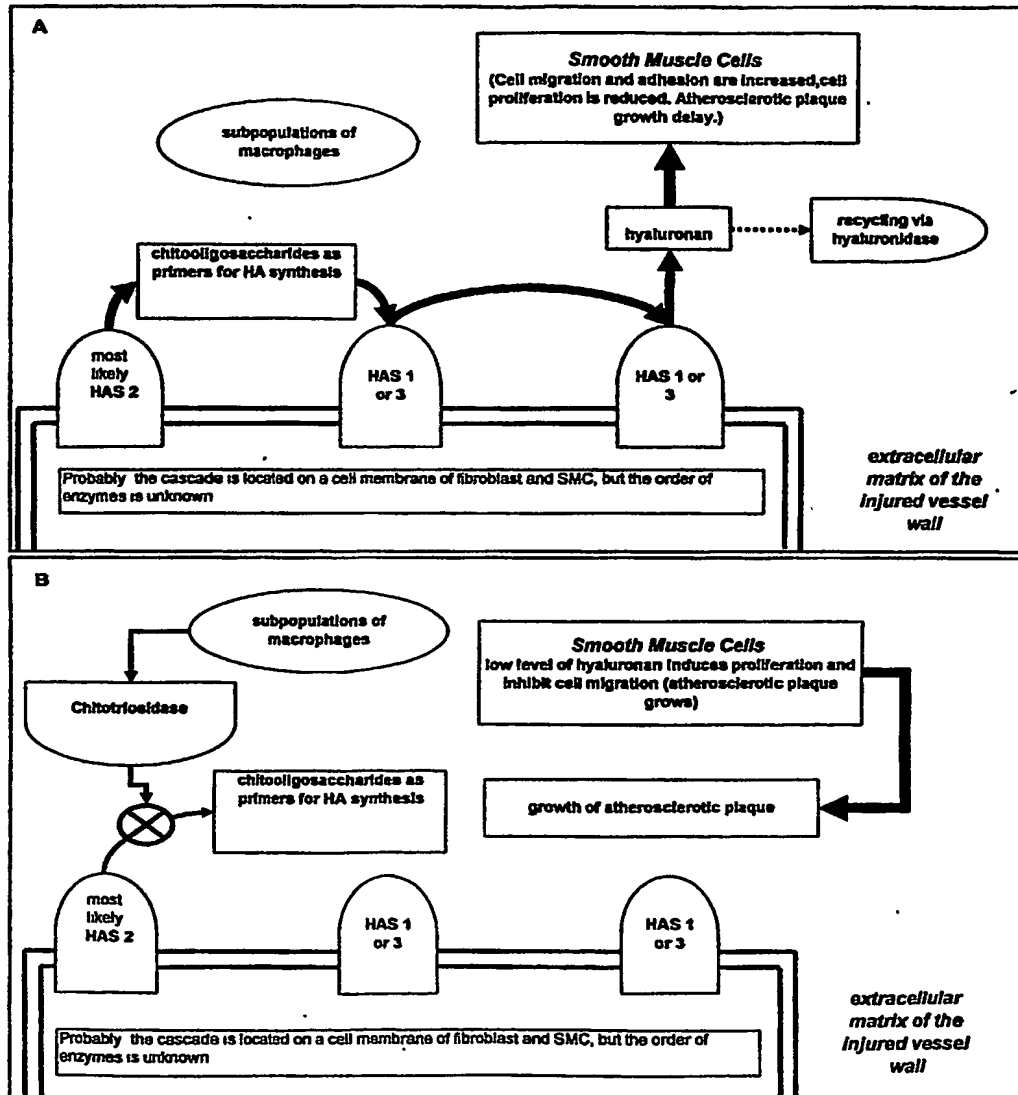 A
Smooth Muscle Cells
(Cell migration and adhesion are increased,cell
proliferation is reduced. Atherosclerotic plaque
growth delay.)
subpopulations of
macrophages
hyaluronan
recycling via
hyaluronidase
chitooligosaccharides as
primers for HA synthesis
most
likely
HAS 2
HAS 1
or 3
HAS 1 or
3
Probably the cascade is located on a cell membrane of fibroblast and SMC, but the order of
enzymes is unknown
extracellular
matrix of the
injured vessel
wall
B
subpopulations of
macrophages
Smooth Muscle Cells
low level of hyaluronan induces proliferation and
inhibit cell migration (atherosclerotic plaque
grows)
Chitotriosidase
chitooligosaccharides as
primers for HA synthesis
growth of atherosclerotic plaque
most
likely
HAS 2
HAS 1
or 3
HAS 1
or 3
Probably the cascade is located on a cell membrane of fibroblast and SMC, but the order of
enzymes is unknown
extracellular
matrix of the
injured vessel
wall